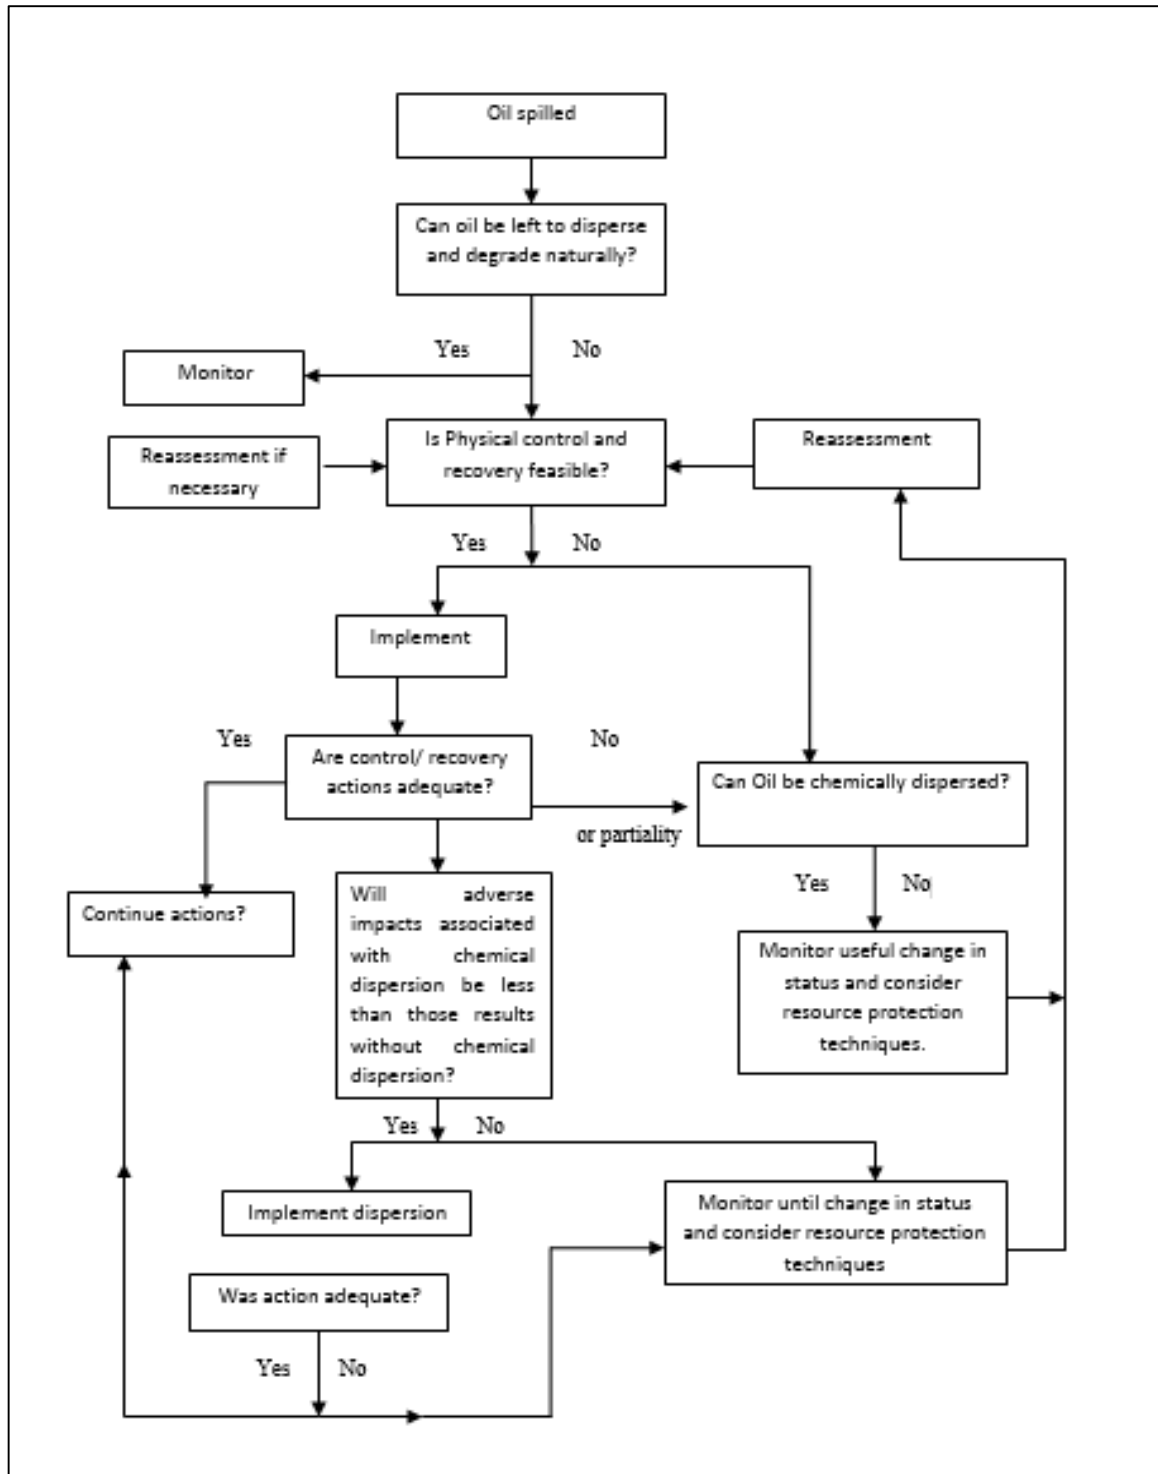 Oil spilled
Can oil be left to disperse
and degrade naturally?
Yes
No
Monitor
Is Physical control and
recovery feasible?
Reassessment
Reassessment if
necessary
Yes
No
Implement
Yes
No
Are control/ recovery
actions adequate?
Can Oil be chemically dispersed?
or partiality
Yes
No
Continue actions?
Will adverse
impacts associated
with chemical
dispersion be less
than those results
without chemical
dispersion?
Monitor useful change in
status and consider
resource protection
techniques.
Yes
No
Implement dispersion
Monitor until change in status
and consider resource protection
techniques
Was action adequate?
Yes
No